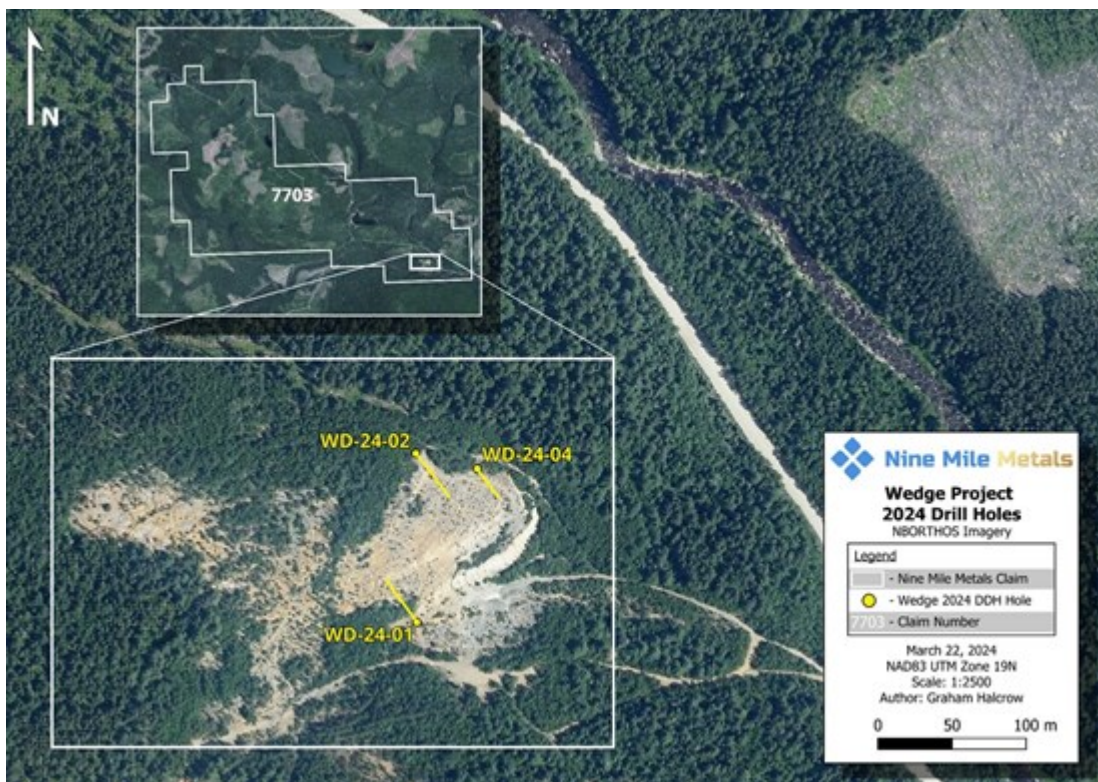 N
7703
WD-24-02
WD-24-04
WD-24-01
Nine Mile Metals
Wedge Project
2024 Drill Holes
NBORTHOS Imagery
Legend
- Nine Mile Metals Claim
- Wedge 2024 DDH Hole
7703 - Claim Number
March 22, 2024
NAD83 UTM Zone 19N
Scale: 1:2500
Author: Graham Halcrow
0 50 100 m